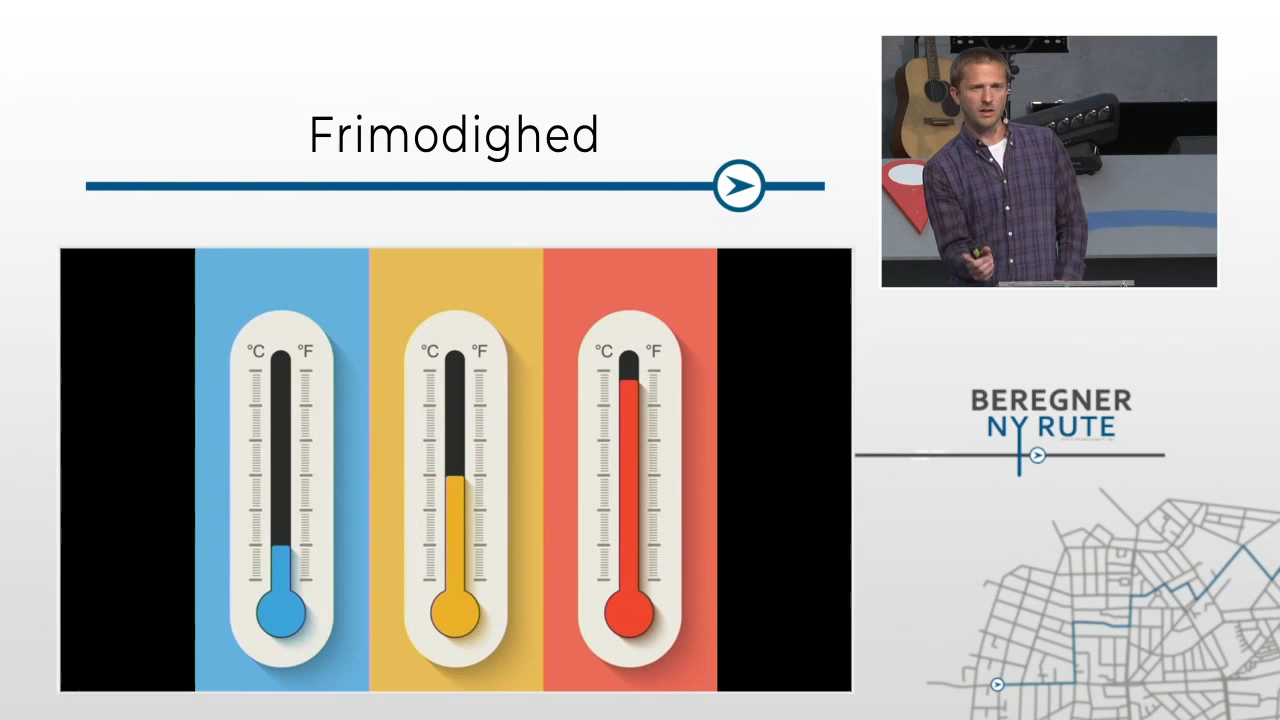 Frimodighed
°C °F
°C °F
°C °F
BEREGNER
NY RUTE